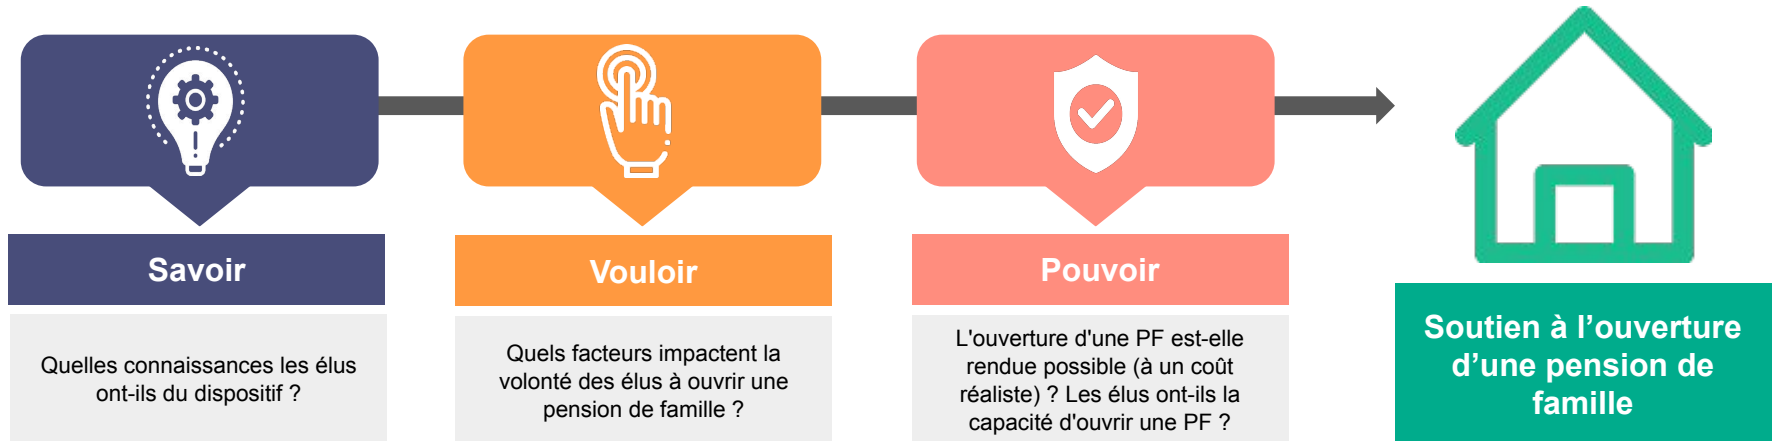 Savoir
Quelles connaissances les élus
ont-ils du dispositif ?
Vouloir
Quels facteurs impactent la
volonté des élus à ouvrir une
pension de famille ?
Pouvoir
L'ouverture d'une PF est-elle
rendue possible (à un coût
réaliste) ? Les élus ont-ils la
capacité d'ouvrir une PF ?
Soutien à l’ouverture
d’une pension de
famille